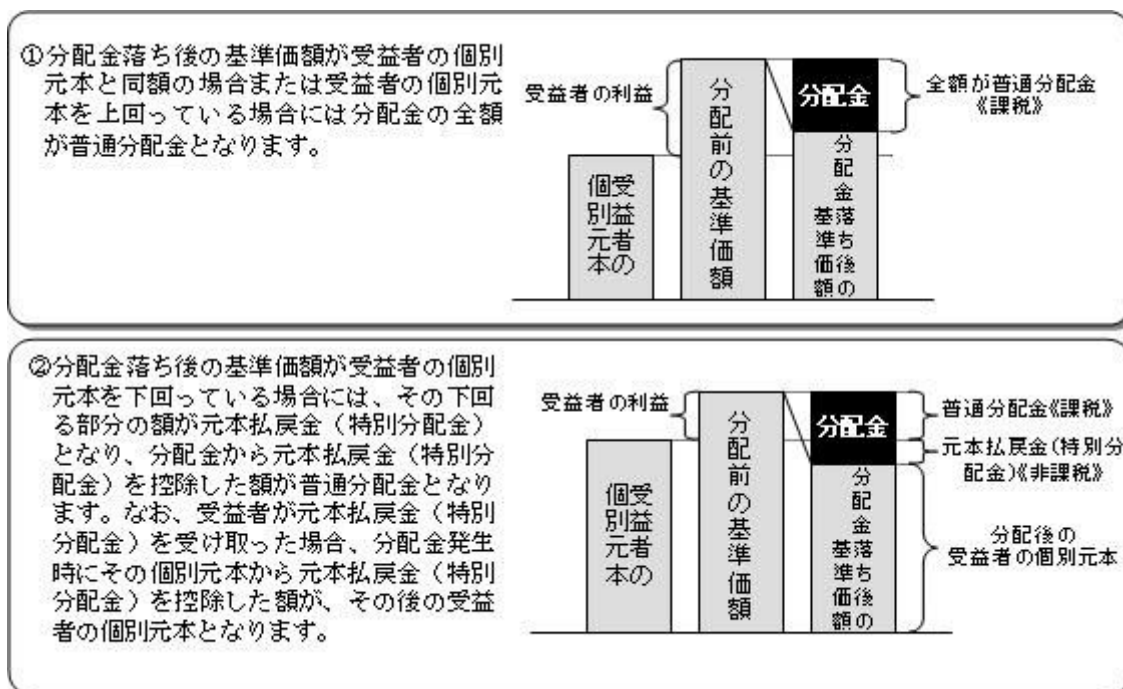 ①分配金落ち後の基準価額が受益者の個別
元本と同額の場合または受益者の個別元
本を上回っている場合には分配金の全額
が普通分配金となります。
受益者の利益
受益者の
個別元本
分配前の基準価額
分配金
分配金落ち後の
基準価額
全額が普通分配金
《課税》
②分配金落ち後の基準価額が受益者の個別
元本を下回っている場合には、その下回
る部分の額が元本払戻金（特別分配金）
となり、分配金から元本払戻金（特別分
配金）を控除した額が普通分配金となり
ます。なお、受益者が元本払戻金（特別
分配金）を受け取った場合、分配金発生
時にその個別元本から元本払戻金（特別
分配金）を控除した額が、その後の受益
者の個別元本となります。
受益者の利益
受益者の
個別元本
分配前の基準価額
分配金
分配金落ち後の
基準価額
普通分配金《課税》
元本払戻金(特別分
配金)《非課税》
分配後の
受益者の個別元本